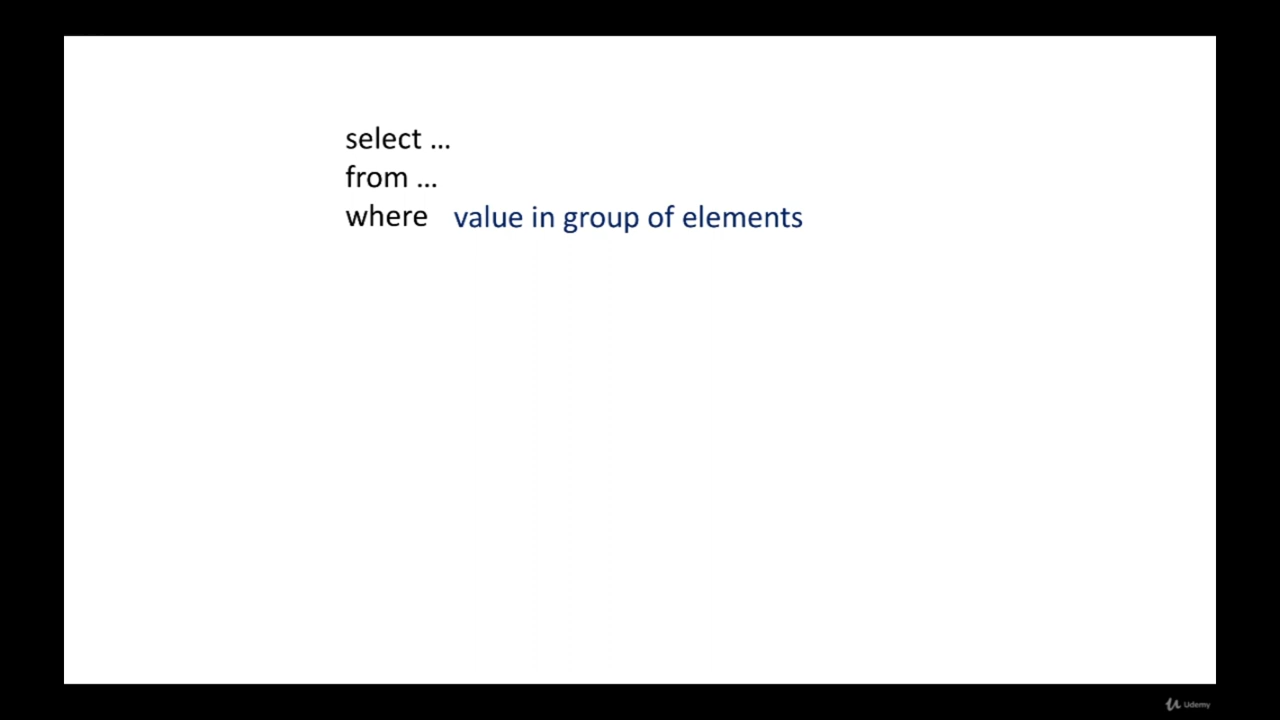 select ...
from ...
where value in group of elements
Udemy